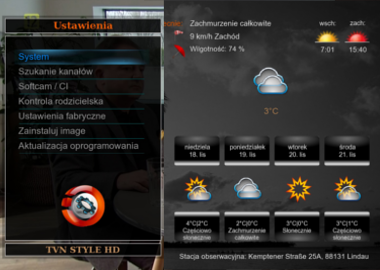 Ustawienia
System
Szukanie kanałów
Softcam / CI
Kontrola rodzicielska
Ustawienia fabryczne
Zainstaluj image
Aktualizacja oprogramowania
TVN STYLE HD
Zachmurzenie całkowite
9 km/h Zachód
Wilgotność: 74 %
wsch: zach:
7:01 15:40
3°C
niedziela poniedziałek wtorek środa
18. lis 19. lis 20. lis 21. lis
4°C|2°C 2°C|0°C 3°C|0°C 3°C|1°C
Częściowo Zachmurzenie Słonecznie Częściowo
słonecznie całkowite słonecznie
Stacja obserwacyjna: Kemptener Straße 25A, 88131 Lindau